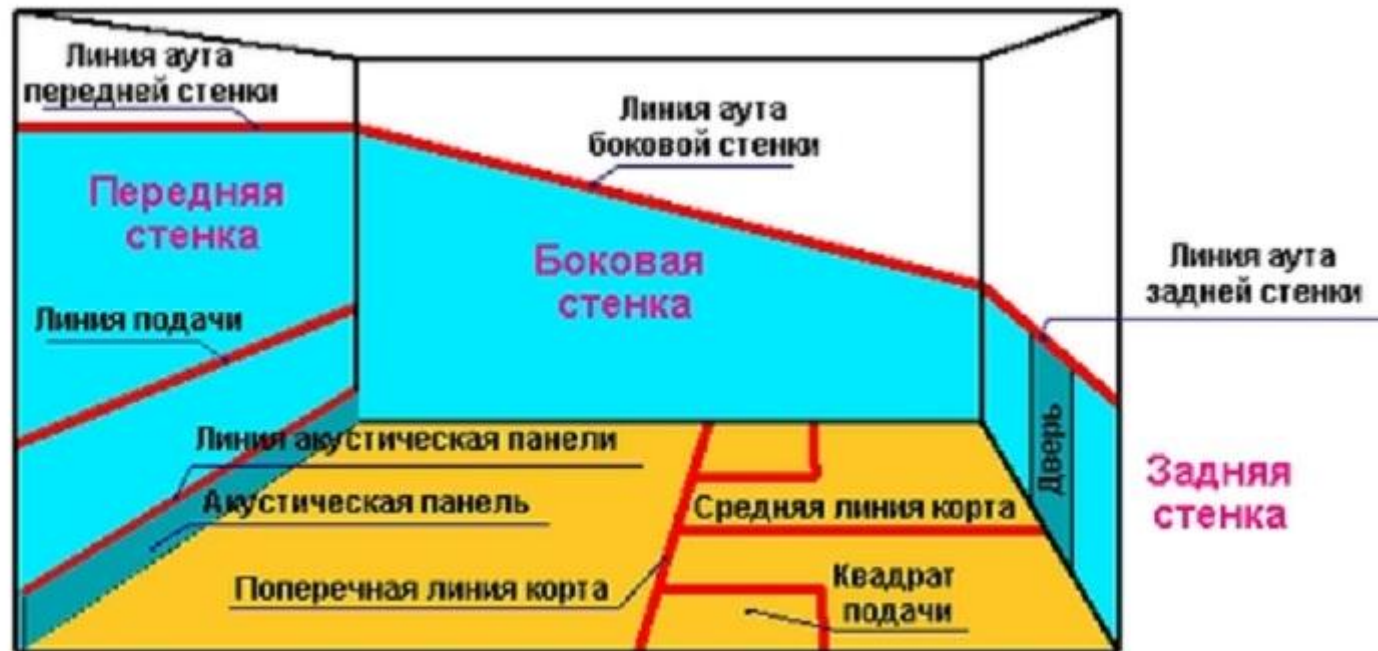 Линия аута
передней стенки
Линия аута
боковой стенки
Передняя
стенка
Боковая
стенка
Линия аута
задней стенки
Линия подачи
Линия акустическая панели
Акустическая панель
Дверь
Задняя
стенка
Средняя линия корта
Поперечная линия корта
Квадрат
подачи